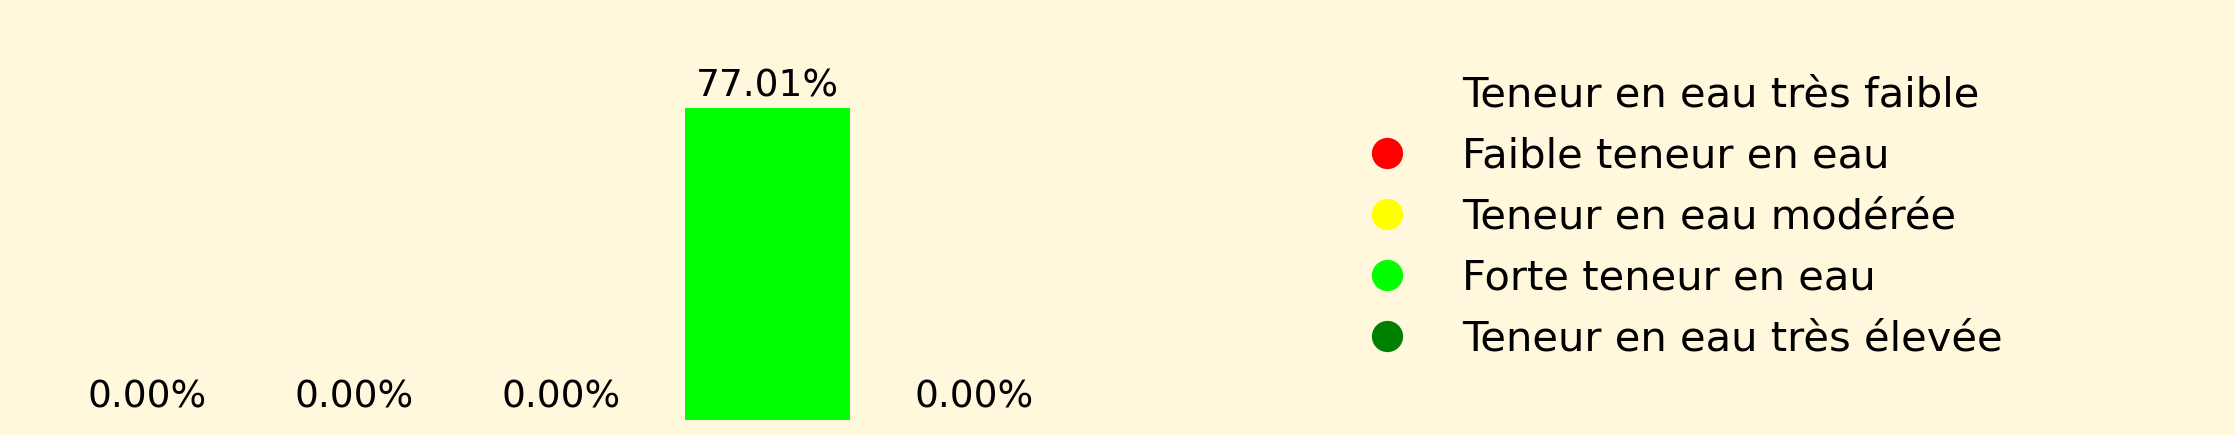 77.01%
0.00%
0.00%
0.00%
0.00%
Teneur en eau très faible
Faible teneur en eau
Teneur en eau modérée
Forte teneur en eau
Teneur en eau très élevée